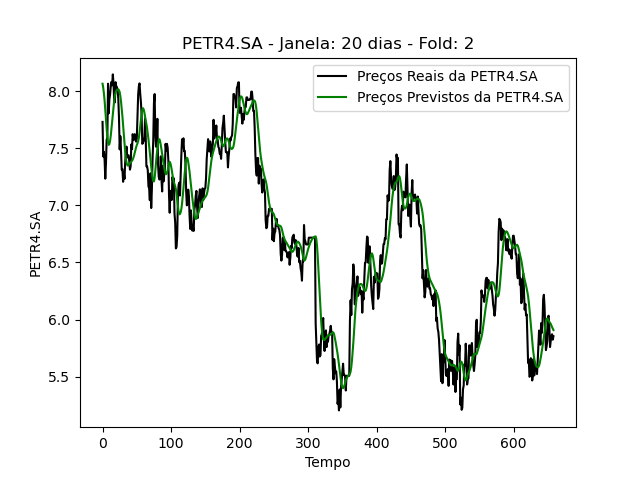 PETR4.SA - Janela: 20 dias - Fold: 2
Preços Reais da PETR4.SA
Preços Previstos da PETR4.SA
8.0
7.5
7.0
6.5
6.0
5.5
PETR4.SA
0 100 200 300 400 500 600
Tempo